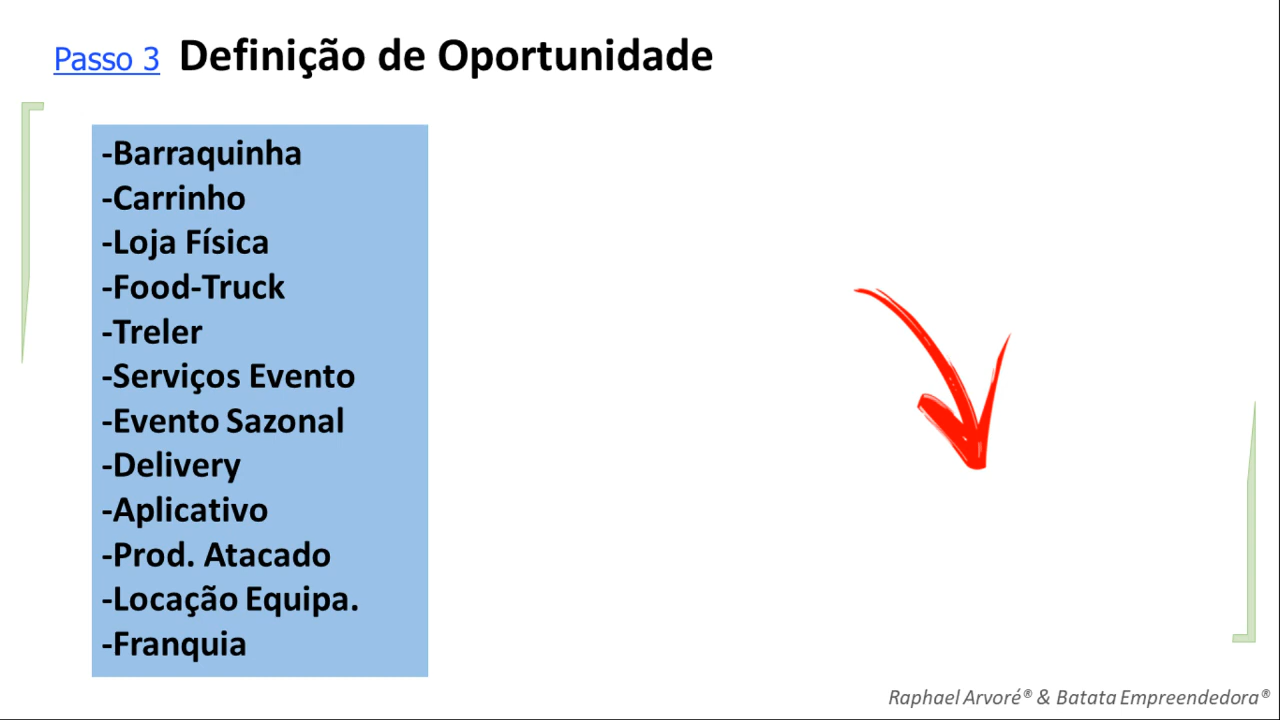 Passo 3 Definição de Oportunidade
-Barraquinha
-Carrinho
-Loja Física
-Food-Truck
-Treler
-Serviços Evento
-Evento Sazonal
-Delivery
-Aplicativo
-Prod. Atacado
-Locação Equipa.
-Franquia
Raphael Arvoré® & Batata Empreendedora®